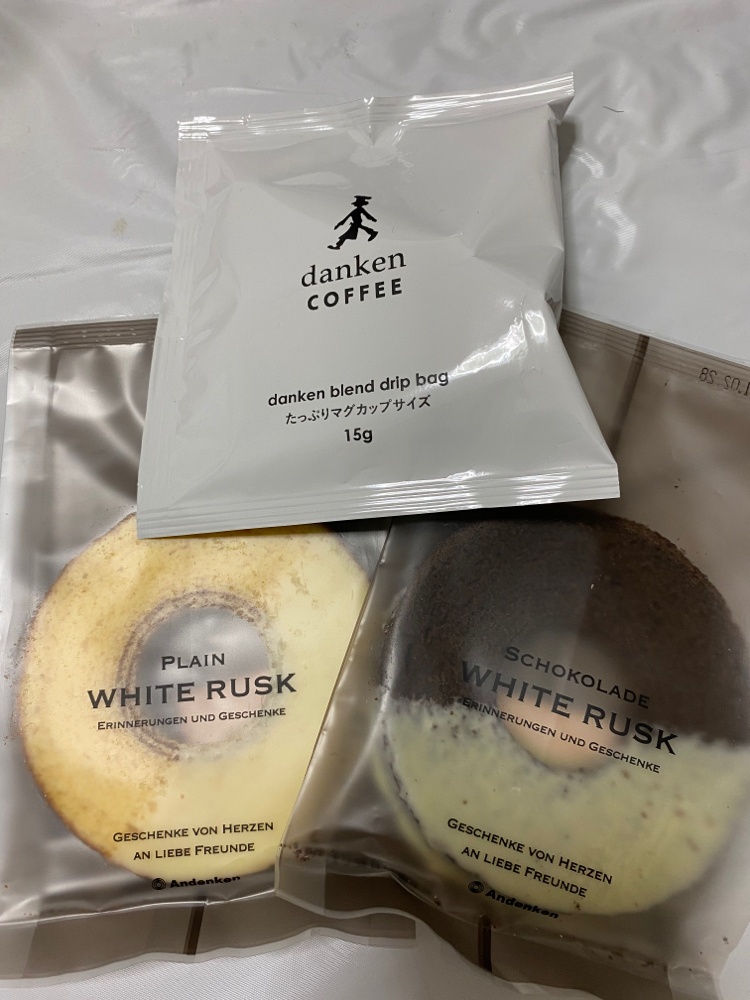 danken
COFFEE
danken blend drip bag
たっぷりマグカップサイズ
15g
PLAIN
WHITE RUSK
ERINNERUNGEN UND GESCHENKE
GESCHENKE VON HERZEN
AN LIEBE FREUNDE
Andenken
SCHOKOLADE
WHITE RUSK
ERINNERUNGEN UND GESCHENKE
GESCHENKE VON HERZEN
AN LIEBE FREUNDE
Andenken